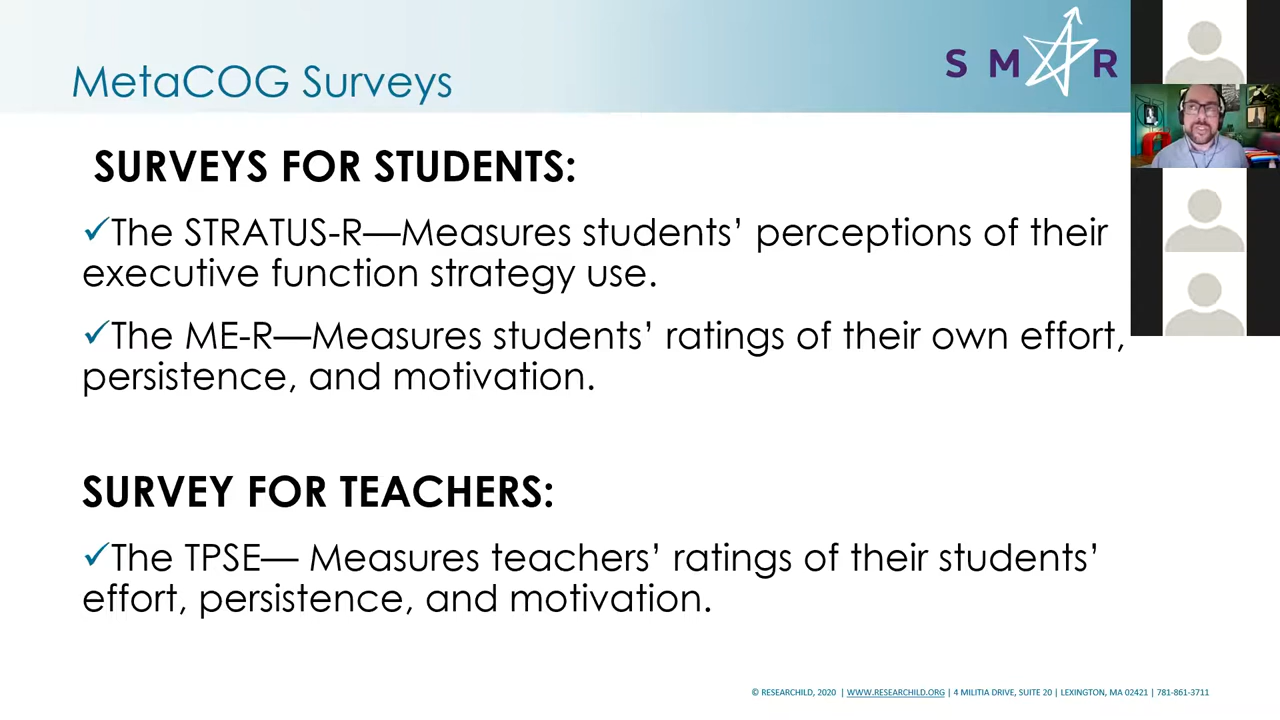 MetaCOG Surveys
S M R
SURVEYS FOR STUDENTS:
✓The STRATUS-R—Measures students’ perceptions of their
executive function strategy use.
✓The ME-R—Measures students’ ratings of their own effort,
persistence, and motivation.
SURVEY FOR TEACHERS:
✓The TPSE— Measures teachers’ ratings of their students’
effort, persistence, and motivation.
© RESEARCHILD, 2020 | WWW.RESEARCHILD.ORG | 4 MILITIA DRIVE, SUITE 20 | LEXINGTON, MA 02421 | 781-861-3711